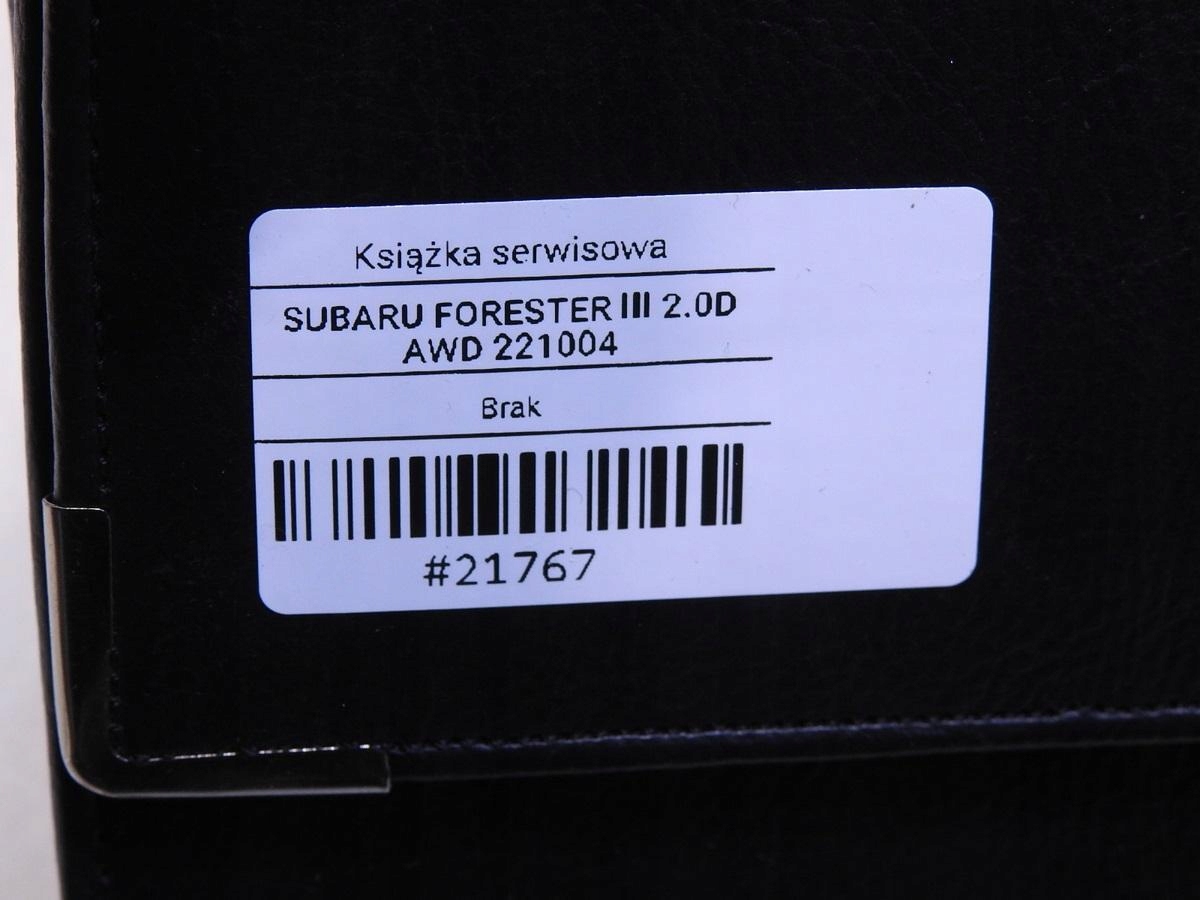 Książka serwisowa
SUBARU FORESTER III 2.0D
AWD 221004
Brak
#21767